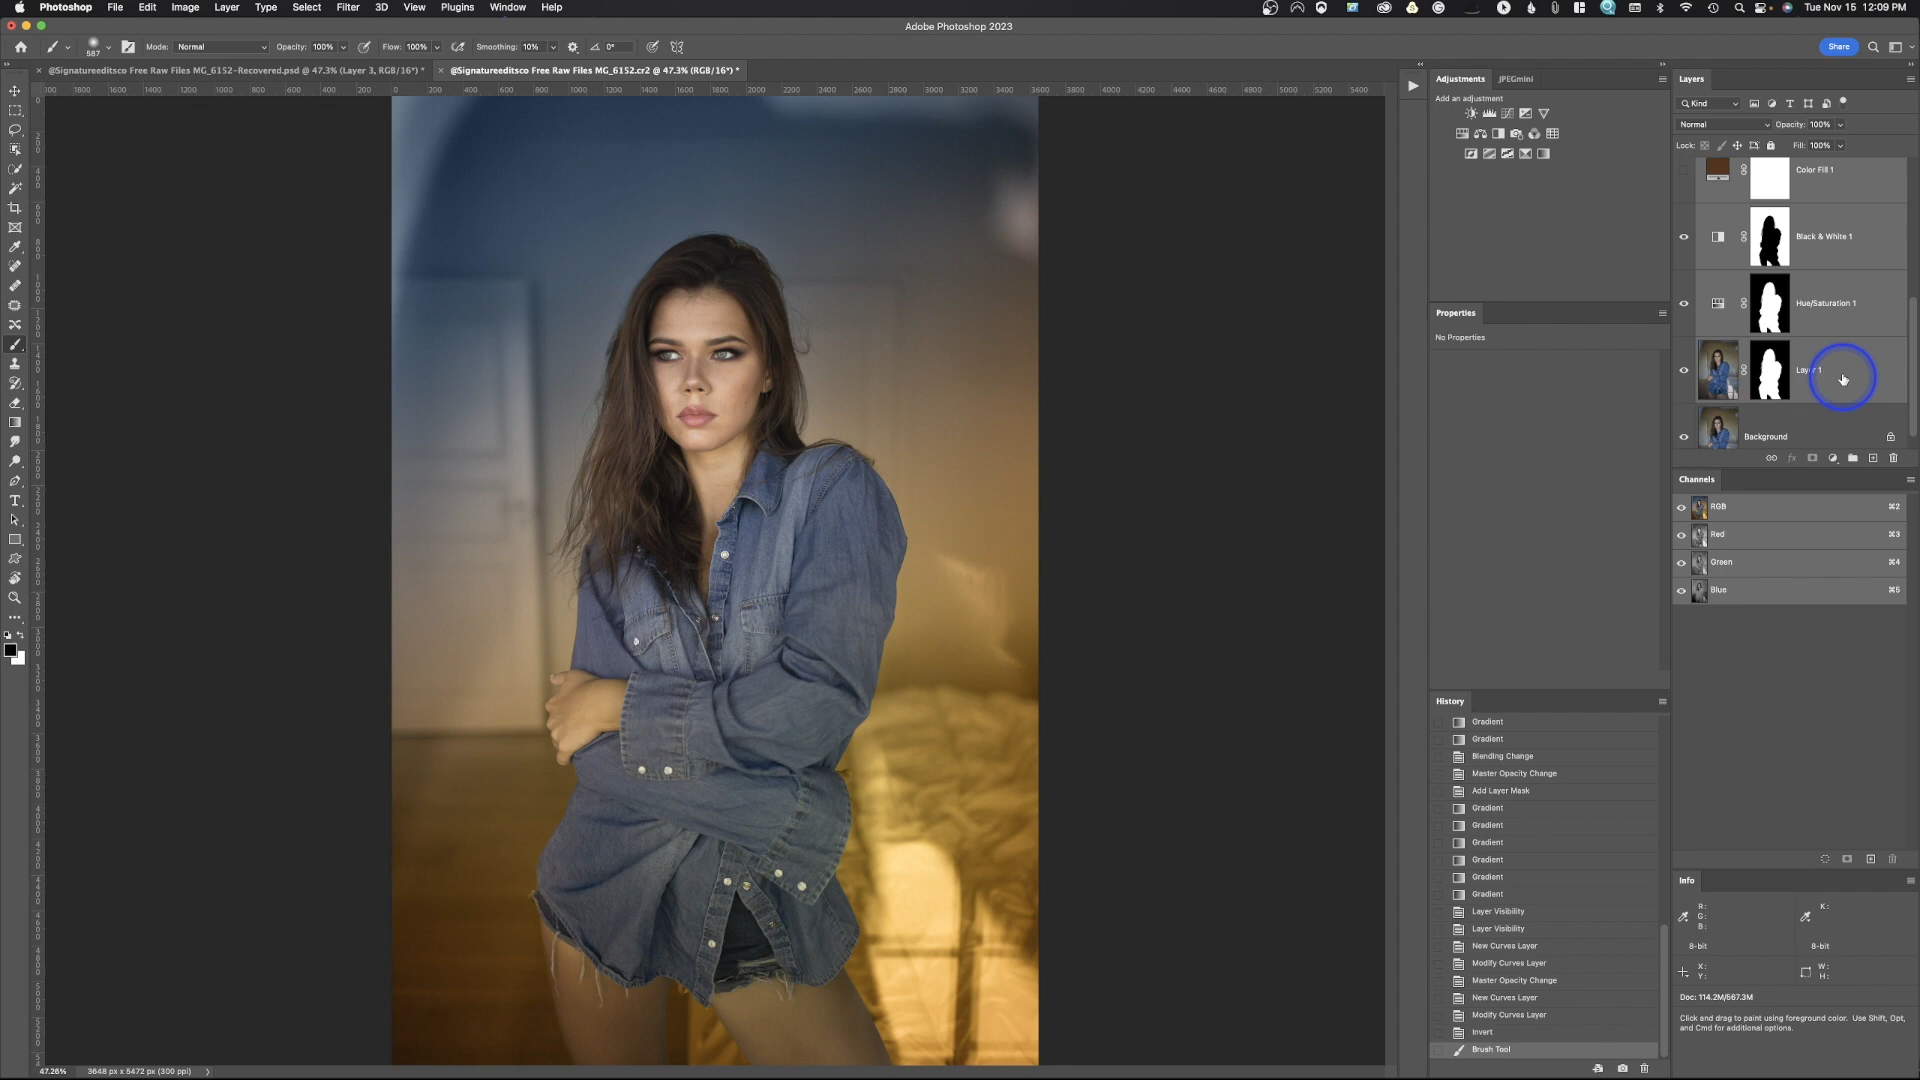 Photoshop File Edit Image Layer Type Select Filter 3D View Plugins Window Help Tue Nov 15 12:09 PM
Adobe Photoshop 2023
587 Mode: Normal Opacity: 100% Flow: 100% Smoothing: 10% 0° Share
@Signatureeditsco Free Raw Files MG_6152-Recovered.psd @ 47.3% (Layer 3, RGB/16*) *
@Signatureeditsco Free Raw Files MG_6152.cr2 @ 47.3% (RGB/16*) *
Adjustments JPEGmini
Add an adjustment
Properties
No Properties
History
Gradient
Gradient
Blending Change
Master Opacity Change
Add Layer Mask
Gradient
Gradient
Gradient
Gradient
Gradient
Gradient
Layer Visibility
Layer Visibility
New Curves Layer
Modify Curves Layer
Master Opacity Change
New Curves Layer
Modify Curves Layer
Invert
Brush Tool
Layers
Kind
Normal Opacity: 100%
Lock: Fill: 100%
Color Fill 1
Black & White 1
Hue/Saturation 1
Layer 1
Background
fx
Channels
RGB ⌘2
Red ⌘3
Green ⌘4
Blue ⌘5
Info
R: K:
G:
B:
8-bit 8-bit
X: W:
Y: H:
Doc: 114.2M/567.3M
Click and drag to paint using foreground color. Use Shift, Opt,
and Cmd for additional options.
47.26% 3648 px x 5472 px (300 ppi)